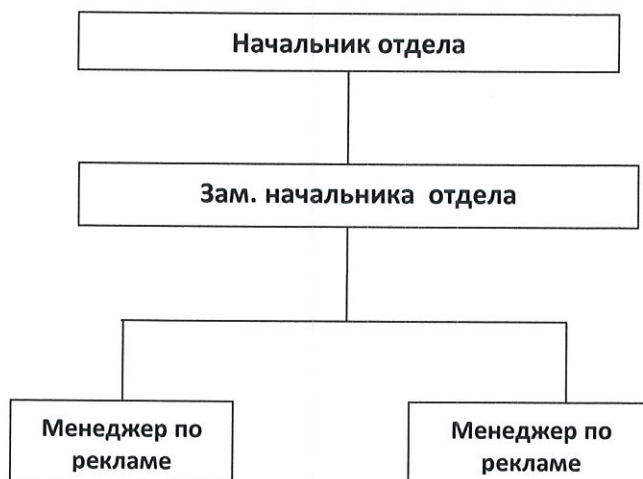 Начальник отдела
Зам. начальника отдела
Менеджер по
рекламе
Менеджер по
рекламе